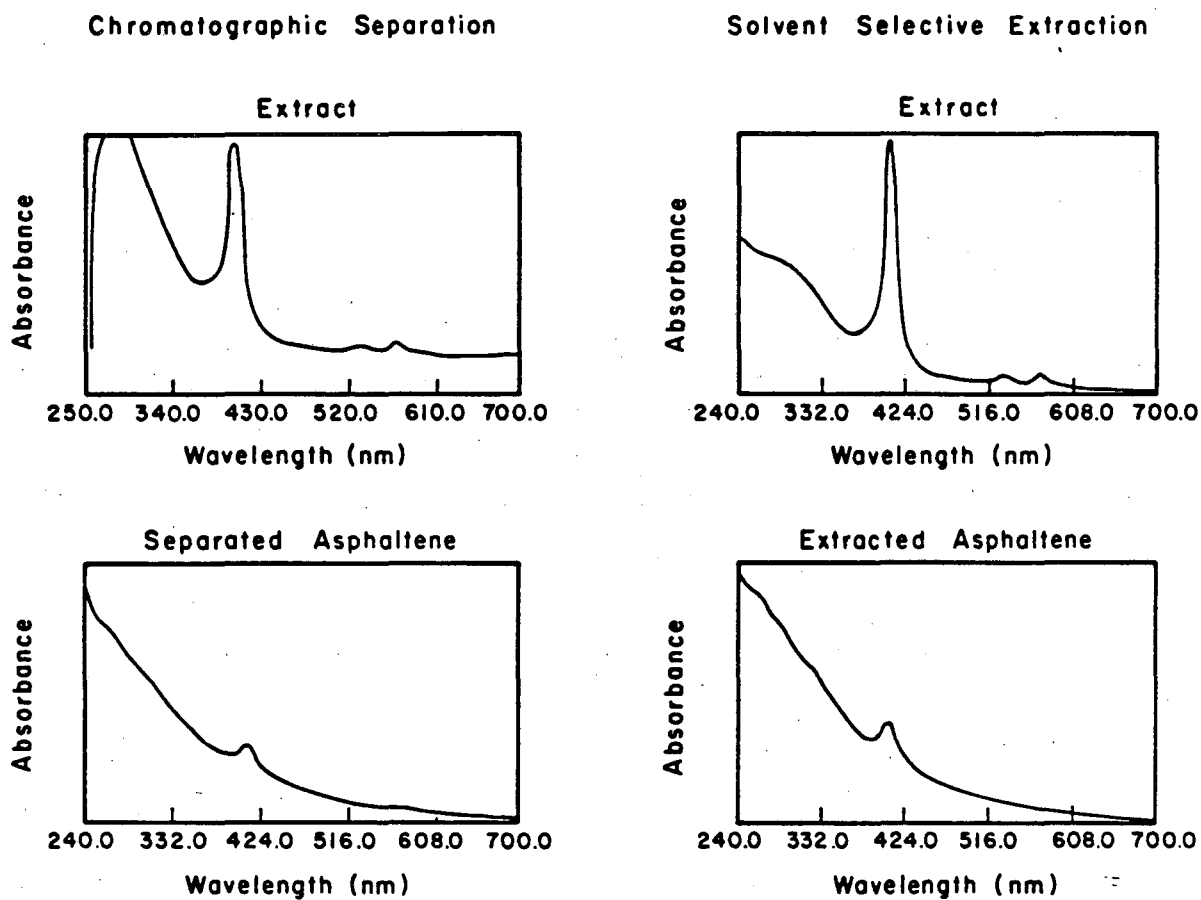 Chromatographic Separation
Extract
Absorbance
250.0 340.0 430.0 520.0 610.0 700.0
Wavelength (nm)
Separated Asphaltene
Absorbance
240.0 332.0 424.0 516.0 608.0 700.0
Wavelength (nm)
Solvent Selective Extraction
Extract
Absorbance
240.0 332.0 424.0 516.0 608.0 700.0
Wavelength (nm)
Extracted Asphaltene
Absorbance
240.0 332.0 424.0 516.0 608.0 700.0
Wavelength (nm)